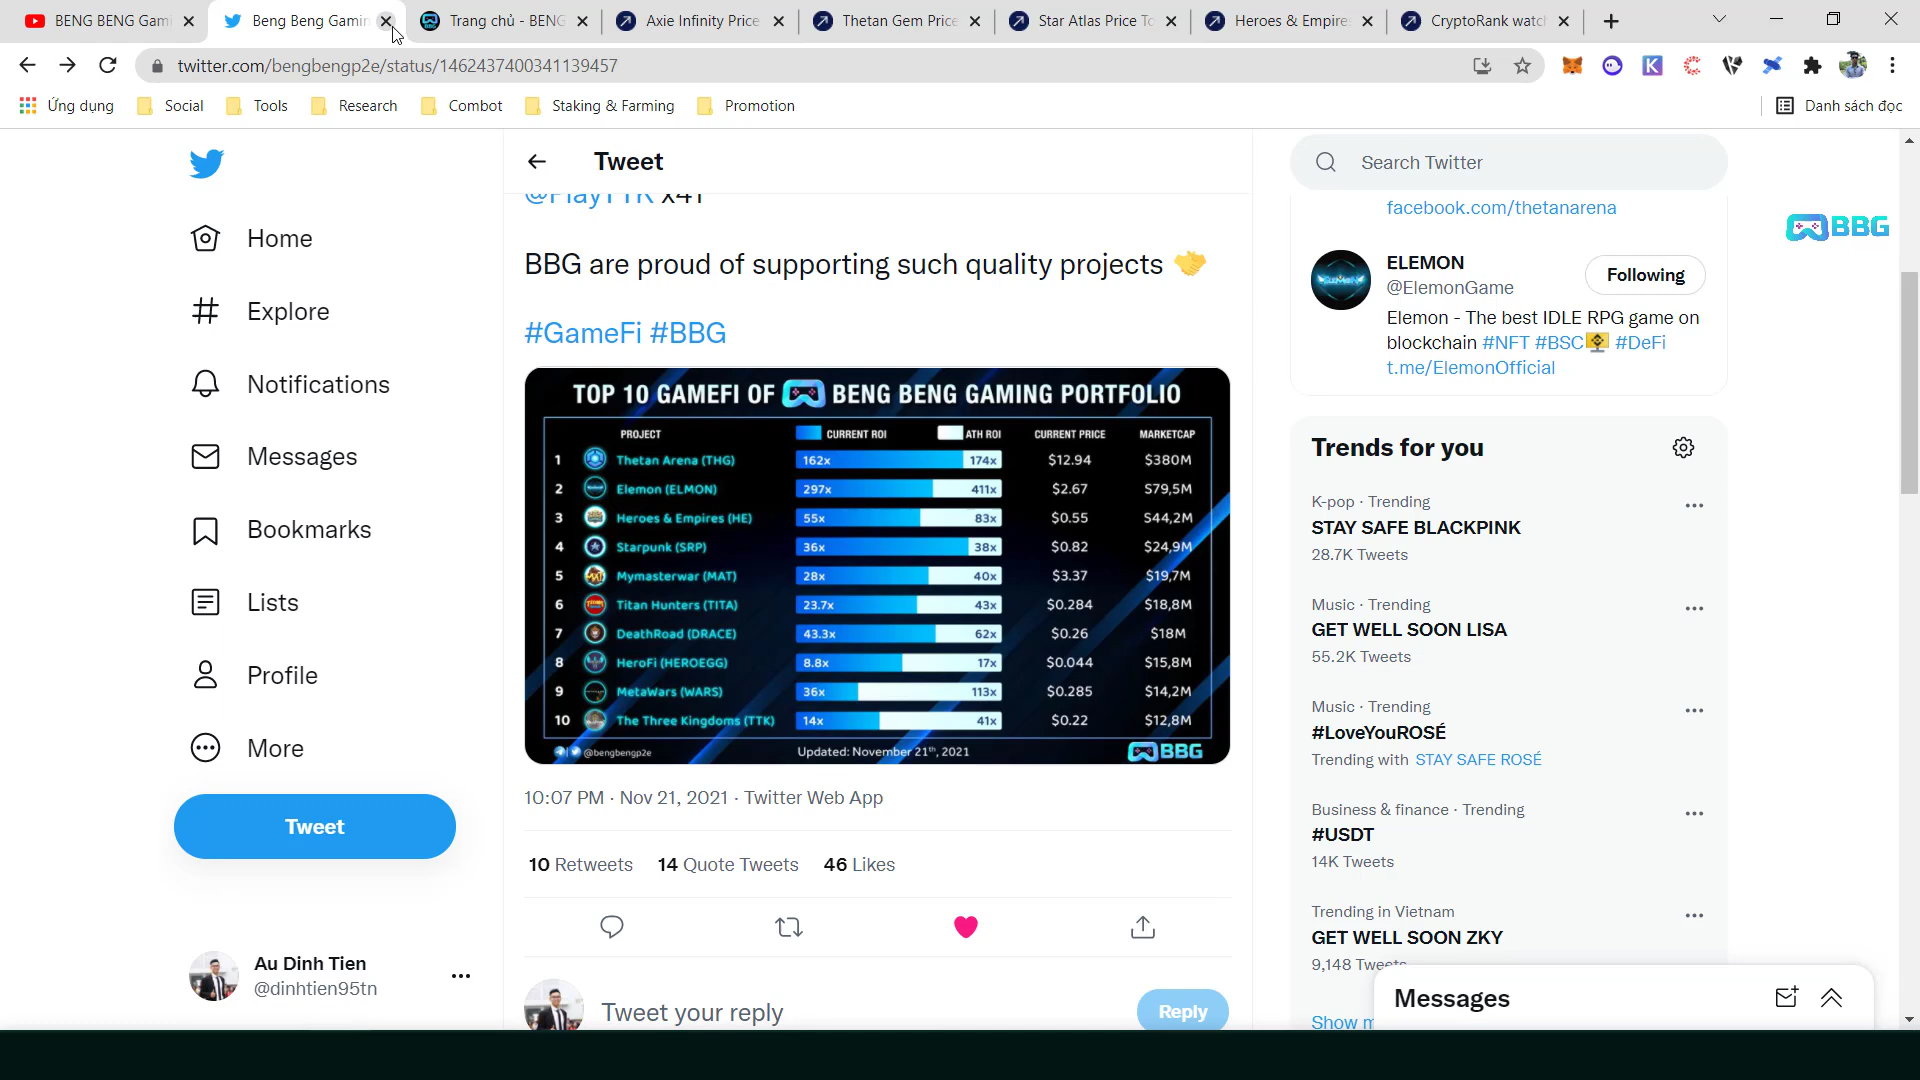 BENG BENG Gami
Beng Beng Gamin
Trang chủ - BENG
Axie Infinity Price
Thetan Gem Price
Star Atlas Price To
Heroes & Empire
CryptoRank watc
twitter.com/bengbengp2e/status/1462437400341139457
Ứng dụng
Social
Tools
Research
Combot
Staking & Farming
Promotion
Danh sách đọc
Home
Explore
Notifications
Messages
Bookmarks
Lists
Profile
More
Tweet
Au Dinh Tien
@dinhtien95tn
Tweet
@PlayTTK x41
BBG are proud of supporting such quality projects 🤝
#GameFi #BBG
TOP 10 GAMEFI OF BENG BENG GAMING PORTFOLIO
PROJECT CURRENT ROI ATH ROI CURRENT PRICE MARKETCAP
1 Thetan Arena (THG) 162x 174x $12.94 $380M
2 Elemon (ELMON) 297x 411x $2.67 $79,5M
3 Heroes & Empires (HE) 55x 83x $0.55 $44,2M
4 Starpunk (SRP) 36x 38x $0.82 $24,9M
5 Mymasterwar (MAT) 28x 40x $3.37 $19,7M
6 Titan Hunters (TITA) 23.7x 43x $0.284 $18,8M
7 DeathRoad (DRACE) 43.3x 62x $0.26 $18M
8 HeroFi (HEROEGG) 8.8x 17x $0.044 $15,8M
9 MetaWars (WARS) 36x 113x $0.285 $14,2M
10 The Three Kingdoms (TTK) 14x 41x $0.22 $12,8M
@bengbengp2e Updated: November 21th, 2021 BBG
10:07 PM · Nov 21, 2021 · Twitter Web App
10 Retweets 14 Quote Tweets 46 Likes
Tweet your reply
Reply
Search Twitter
BBG
facebook.com/thetanarena
ELEMON
@ElemonGame
Following
Elemon - The best IDLE RPG game on
blockchain #NFT #BSC #DeFi
t.me/ElemonOfficial
Trends for you
K-pop · Trending
STAY SAFE BLACKPINK
28.7K Tweets
Music · Trending
GET WELL SOON LISA
55.2K Tweets
Music · Trending
#LoveYouROSÉ
Trending with STAY SAFE ROSÉ
Business & finance · Trending
#USDT
14K Tweets
Trending in Vietnam
GET WELL SOON ZKY
9,148 Tweets
Show m
Messages